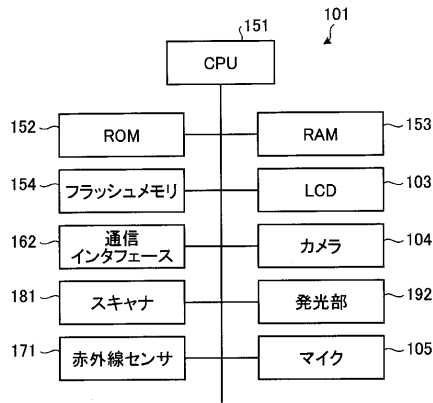 101
151
CPU
152
ROM
RAM
153
154
フラッシュメモリ
LCD
103
162
通信
インタフェース
カメラ
104
181
スキャナ
発光部
192
171
赤外線センサ
マイク
105